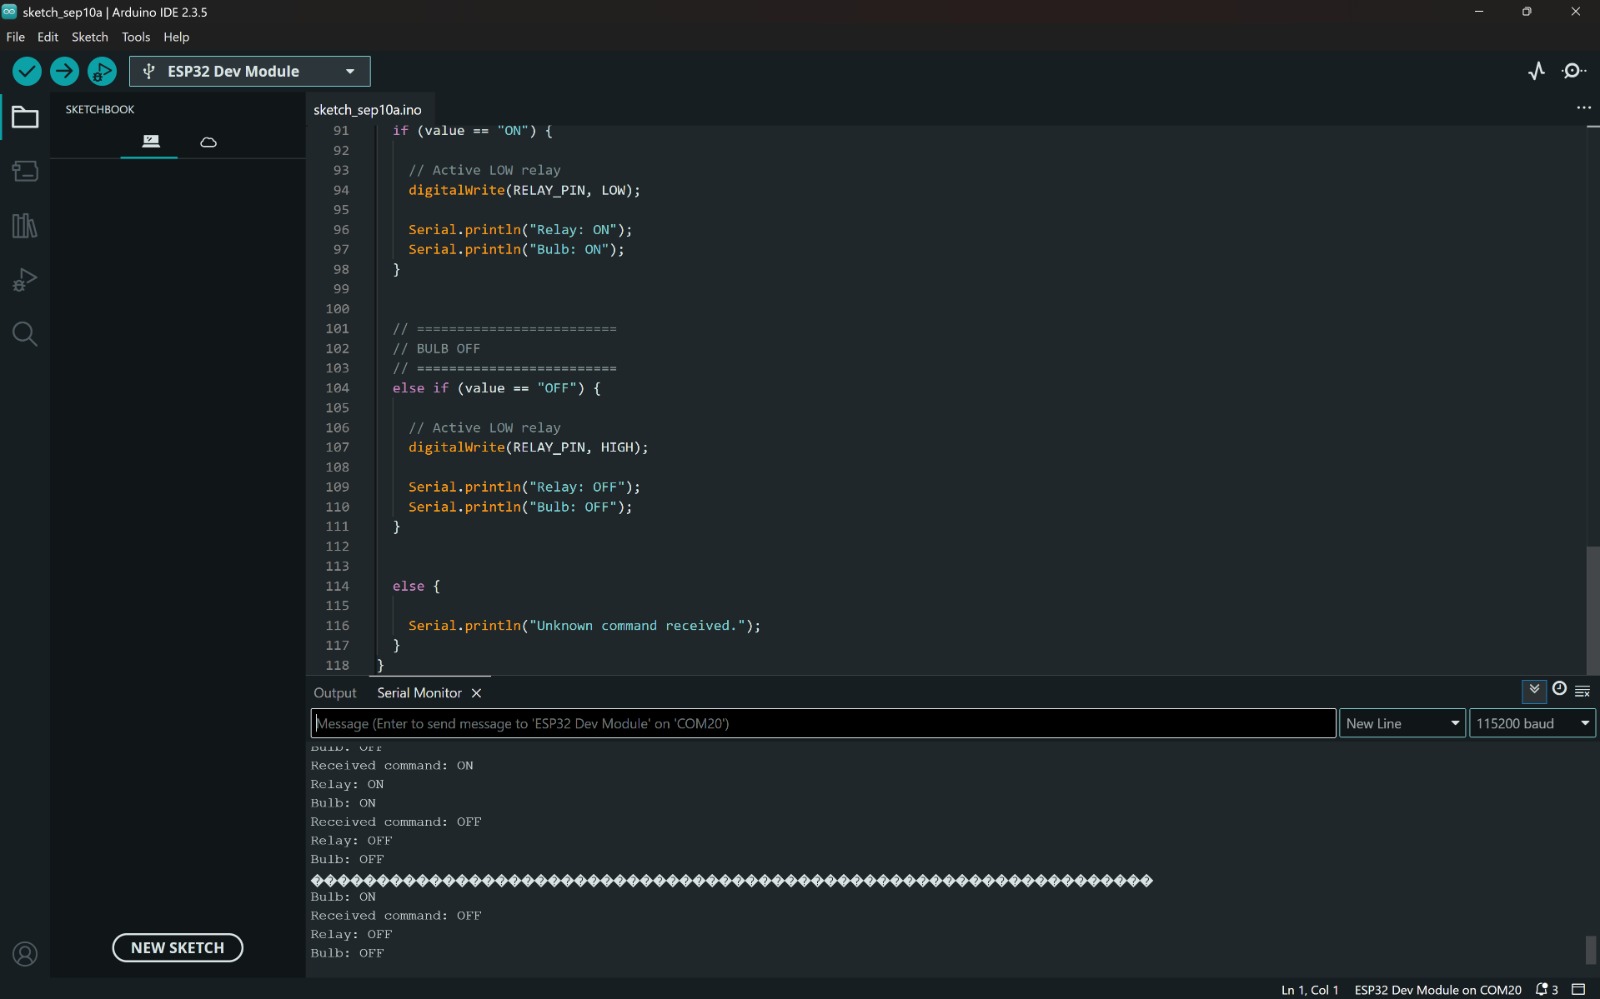 sketch_sep10a | Arduino IDE 2.3.5
File Edit Sketch Tools Help
ESP32 Dev Module
SKETCHBOOK
sketch_sep10a.ino
91 if (value == "ON") {
92
93 // Active LOW relay
94 digitalWrite(RELAY_PIN, LOW);
95
96 Serial.println("Relay: ON");
97 Serial.println("Bulb: ON");
98 }
99
100
101 // =========================
102 // BULB OFF
103 // =========================
104 else if (value == "OFF") {
105
106 // Active LOW relay
107 digitalWrite(RELAY_PIN, HIGH);
108
109 Serial.println("Relay: OFF");
110 Serial.println("Bulb: OFF");
111 }
112
113
114 else {
115
116 Serial.println("Unknown command received.");
117 }
118 }
Output Serial Monitor
Message (Enter to send message to 'ESP32 Dev Module' on 'COM20')
New Line 115200 baud
Bulb: OFF
Received command: ON
Relay: ON
Bulb: ON
Received command: OFF
Relay: OFF
Bulb: OFF
Bulb: ON
Received command: OFF
Relay: OFF
Bulb: OFF
NEW SKETCH
Ln 1, Col 1 ESP32 Dev Module on COM20 3